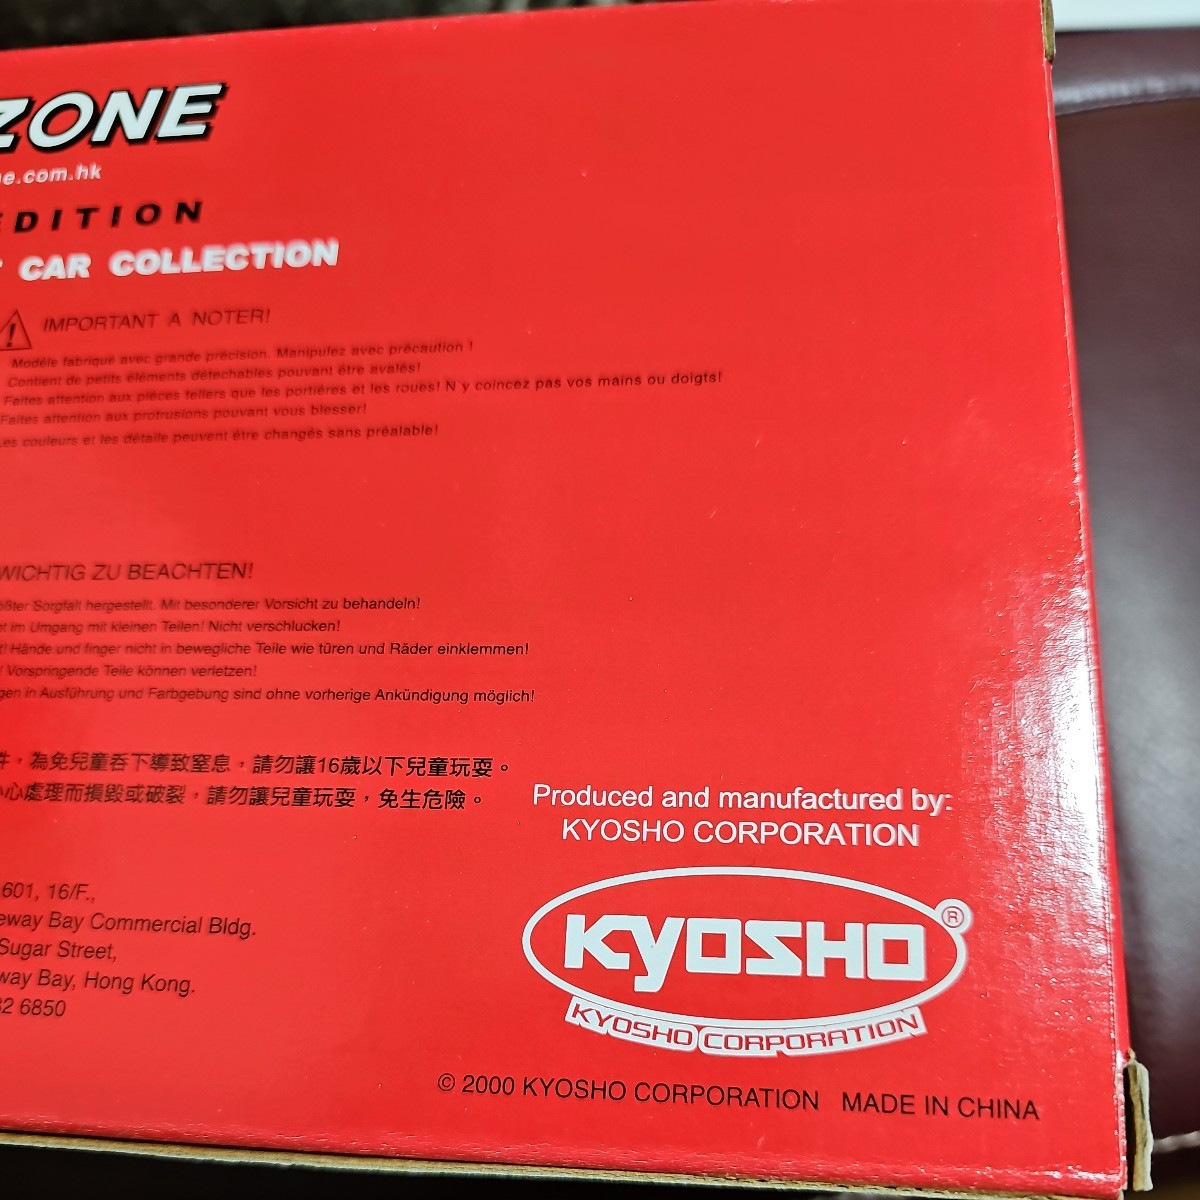 ZONE
e.com.hk
EDITION
CAR COLLECTION
! IMPORTANT A NOTER!
Modéle fabriqué avec grande précision. Manipulez avec précaution !
Contient de petits éléments détechables pouvant être avalés!
Faites attention aux pièces tellers que les portières et les roues! N y coincez pas vos mains ou doigts!
Faites attention aux protrusions pouvant vous blesser!
Les couleurs et les détaile peuvent être changés sans préalable!
WICHTIG ZU BEACHTEN!
ößter Sorgfalt hergestellt. Mit besonderer Vorsicht zu behandeln!
ht im Umgang mit kleinen Teilen! Nicht verschlucken!
t! Hände und finger nicht in bewegliche Teile wie türen und Räder einklemmen!
! Vorspringende Teile können verletzen!
gen in Ausführung und Farbgebung sind ohne vorherige Ankündigung möglich!
件，為免兒童吞下導致窒息，請勿讓16歲以下兒童玩耍。
小心處理而損毀或破裂，請勿讓兒童玩耍，免生危險。
Produced and manufactured by:
KYOSHO CORPORATION
601, 16/F.,
eway Bay Commercial Bldg.
Sugar Street,
way Bay, Hong Kong.
82 6850
KYOSHO ®
KYOSHO CORPORATION
© 2000 KYOSHO CORPORATION MADE IN CHINA